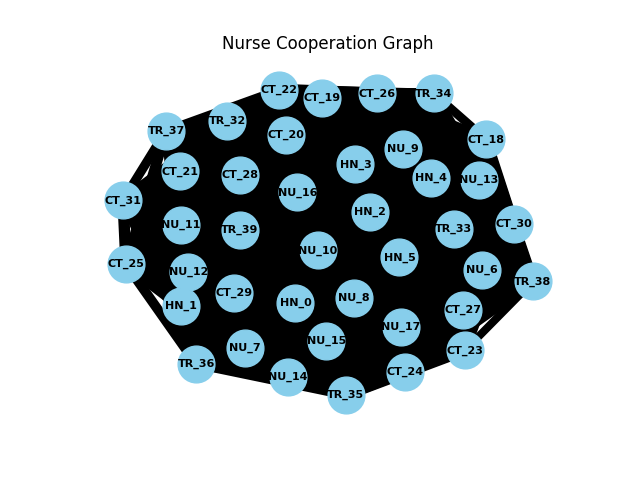 Nurse Cooperation Graph
CT_22
CT_19
CT_26
TR_34
TR_32
TR_37
CT_20
CT_18
NU_9
HN_3
CT_21
CT_28
HN_4
NU_13
NU_16
CT_31
HN_2
NU_11
TR_39
TR_33
CT_30
NU_10
HN_5
CT_25
NU_12
NU_6
TR_38
CT_29
HN_1
HN_0
NU_8
CT_27
NU_17
NU_15
NU_7
CT_23
TR_36
NU_14
CT_24
TR_35